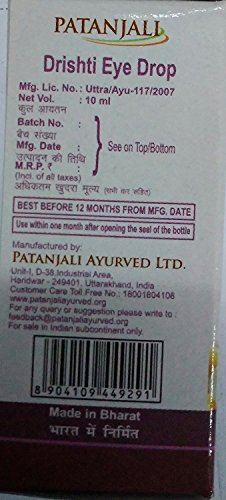 PATANJALI
Drishti Eye Drop
Mfg. Lic. No.: Uttra/Ayu-117/2007
Net Vol. : 10 ml
कुल आयतन
Batch No. :
बैच संख्या
Mfg. Date :
उत्पादन की तिथि
See on Top/Bottom
M.R.P. ₹ :
(Incl. of all taxes)
अधिकतम खुदरा मूल्य (सभी कर सहित)
BEST BEFORE 12 MONTHS FROM MFG. DATE
Use within one month after opening the seal of the bottle
Manufactured by:
PATANJALI AYURVED LTD.
Unit-I, D-38,Industrial Area,
Haridwar - 249401, Uttarakhand, India
Customer Care Toll Free No.: 18001804108
www.patanjaliayurved.org
For any query or suggestion please write to :
feedback@patanjaliayurved.org
For sale in Indian subcontinent only.
8 904109 449291
Made in Bharat
भारत में निर्मित